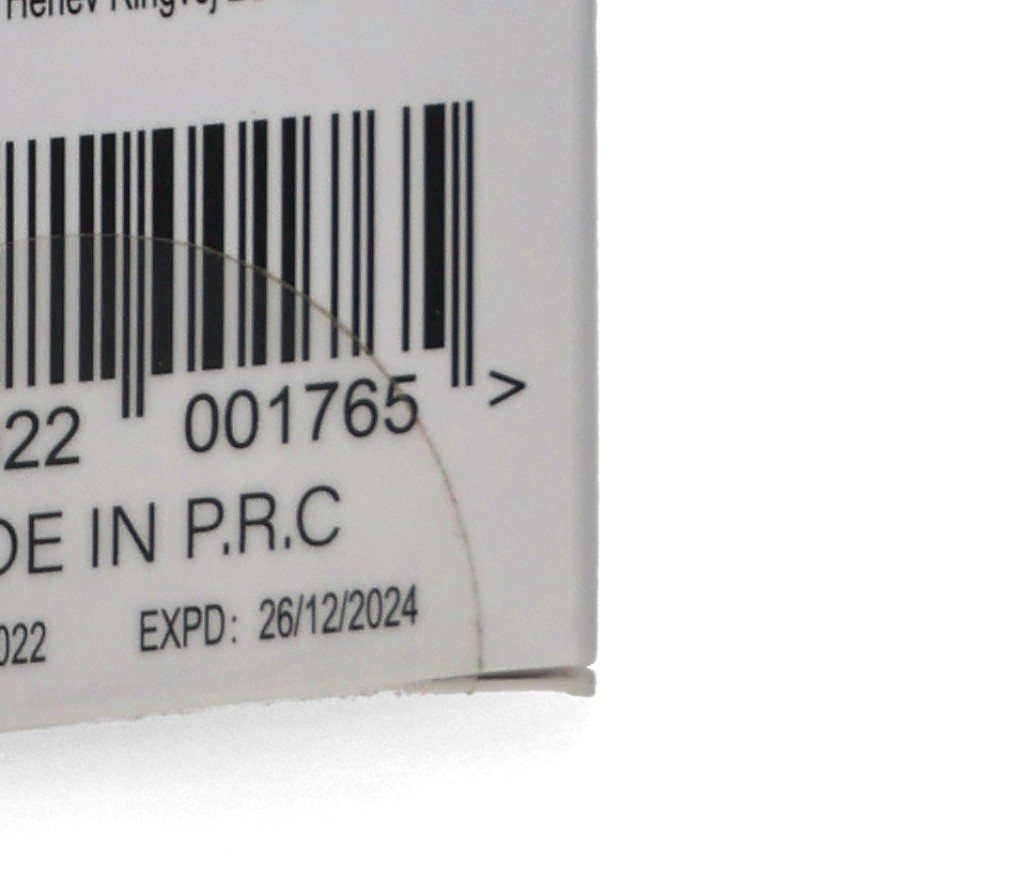 22 001765 >
DE IN P.R.C
022 EXPD: 26/12/2024